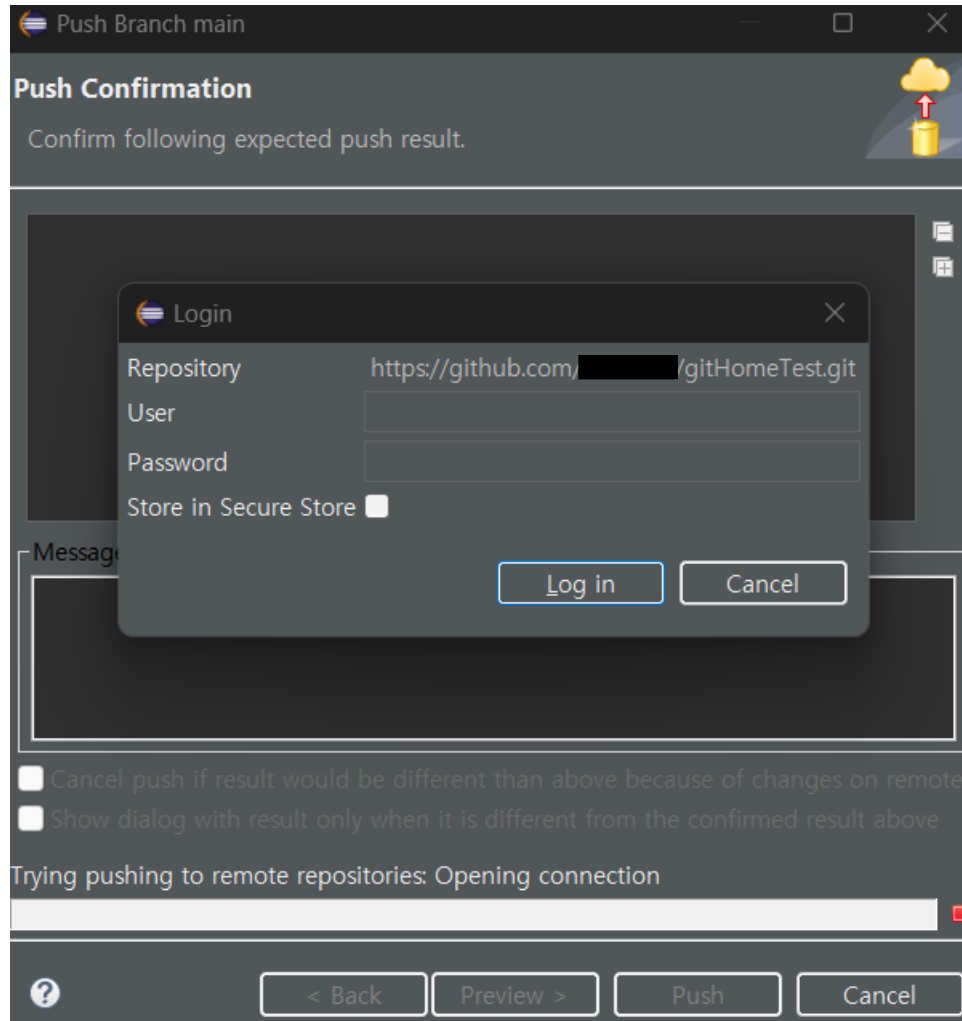 Push Branch main
Push Confirmation
Confirm following expected push result.
Login
Repository https://github.com/ /gitHomeTest.git
User
Password
Store in Secure Store
Log in Cancel
Messag
Cancel push if result would be different than above because of changes on remote
Show dialog with result only when it is different from the confirmed result above
Trying pushing to remote repositories: Opening connection
< Back Preview > Push Cancel